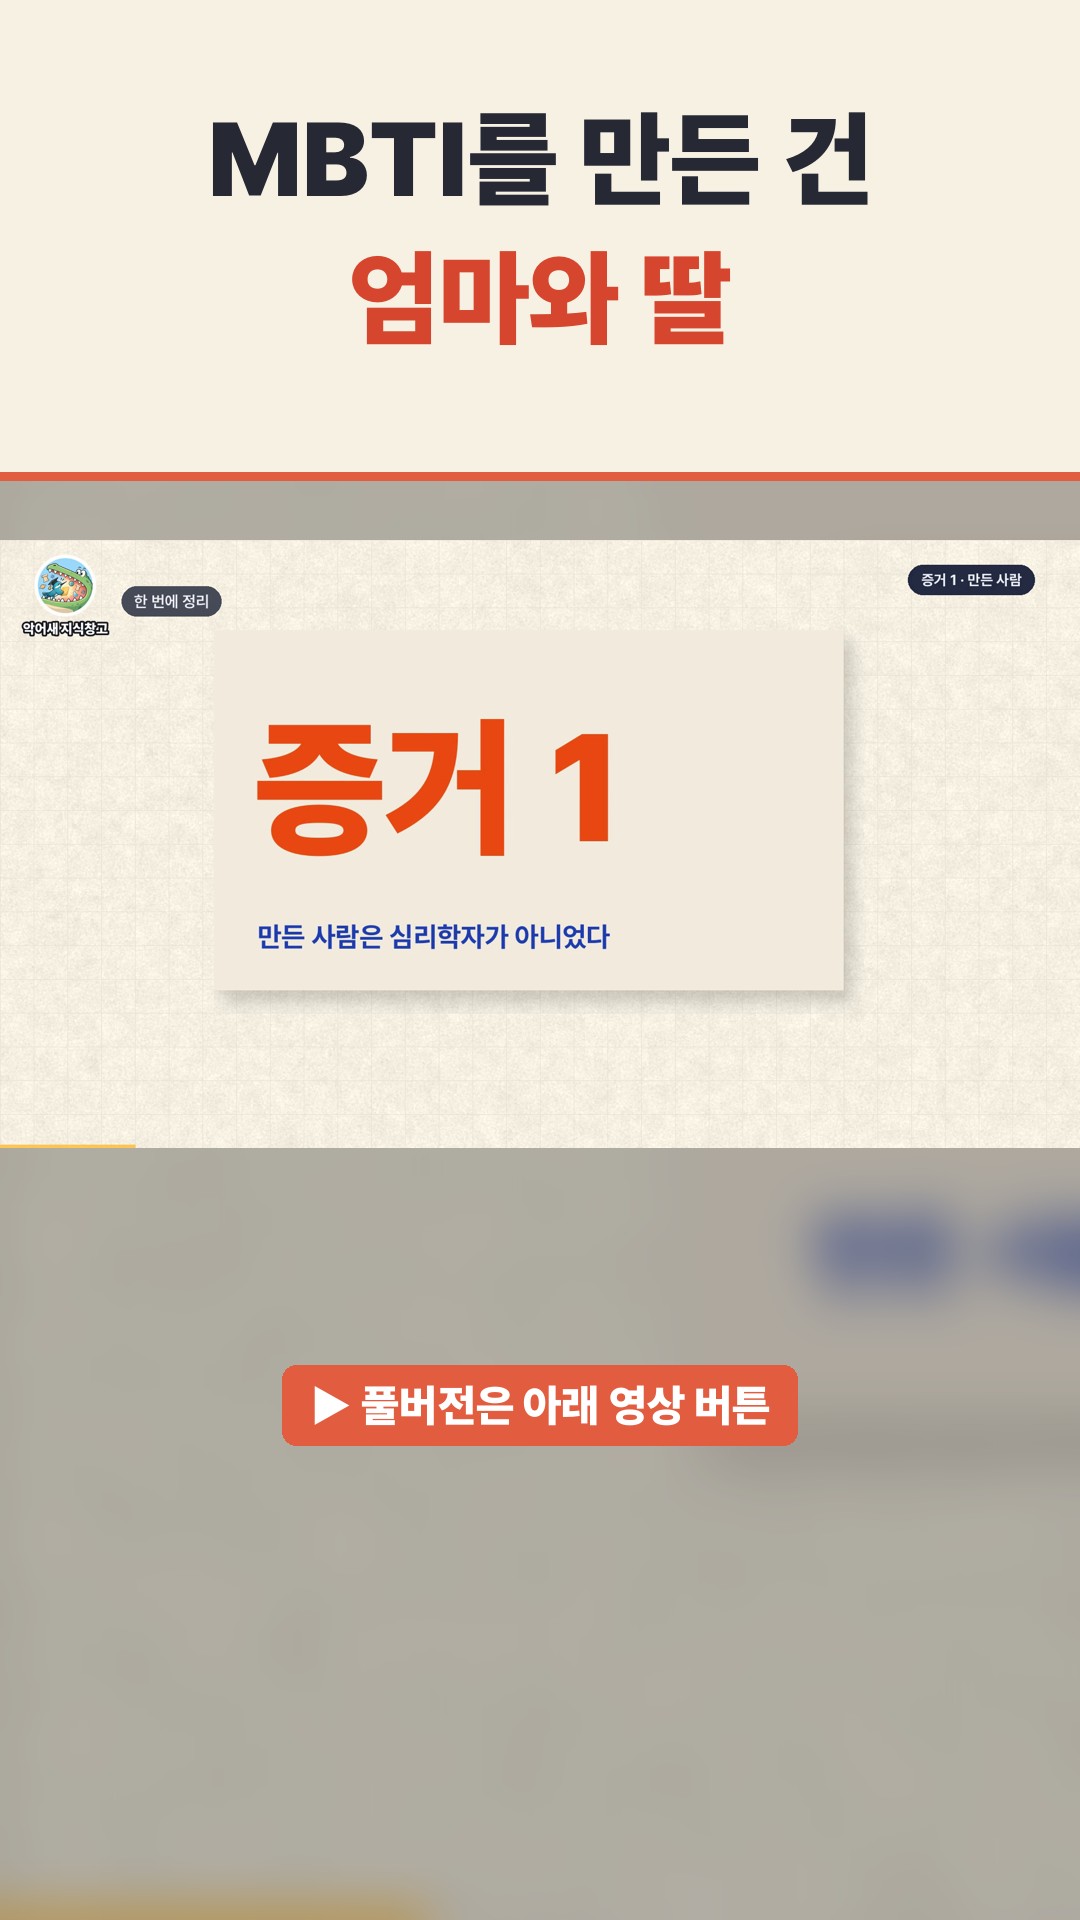 MBTI를 만든 건
엄마와 딸
악어새 지식창고
한 번에 정리
증거 1 · 만든 사람
증거 1
만든 사람은 심리학자가 아니었다
▶ 풀버전은 아래 영상 버튼